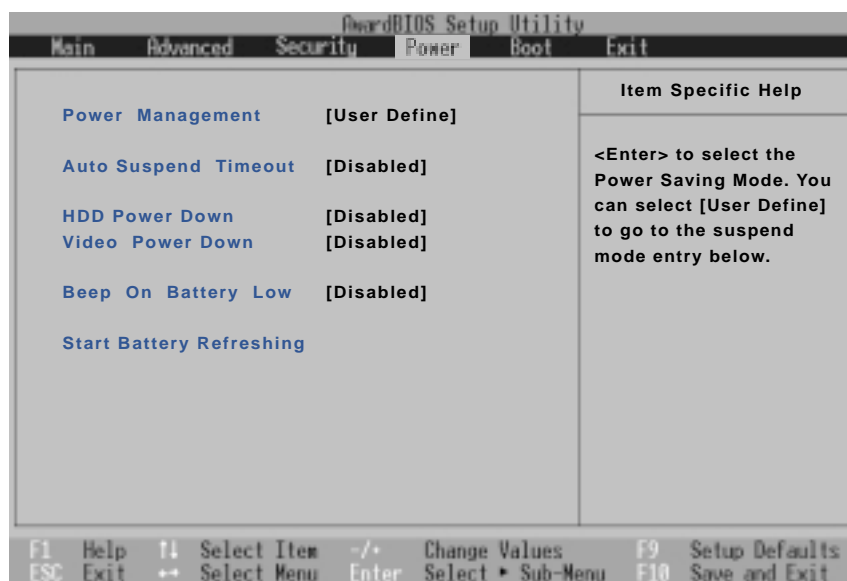 AwardBIOS Setup Utility
Main Advanced Security Power Boot Exit
Power Management [User Define]
Auto Suspend Timeout [Disabled]
HDD Power Down [Disabled]
Video Power Down [Disabled]
Beep On Battery Low [Disabled]
Start Battery Refreshing
Item Specific Help
<Enter> to select the
Power Saving Mode. You
can select [User Define]
to go to the suspend
mode entry below.
F1 Help ↑↓ Select Item -/+ Change Values F9 Setup Defaults
ESC Exit ↔ Select Menu Enter Select ▸ Sub-Menu F10 Save and Exit